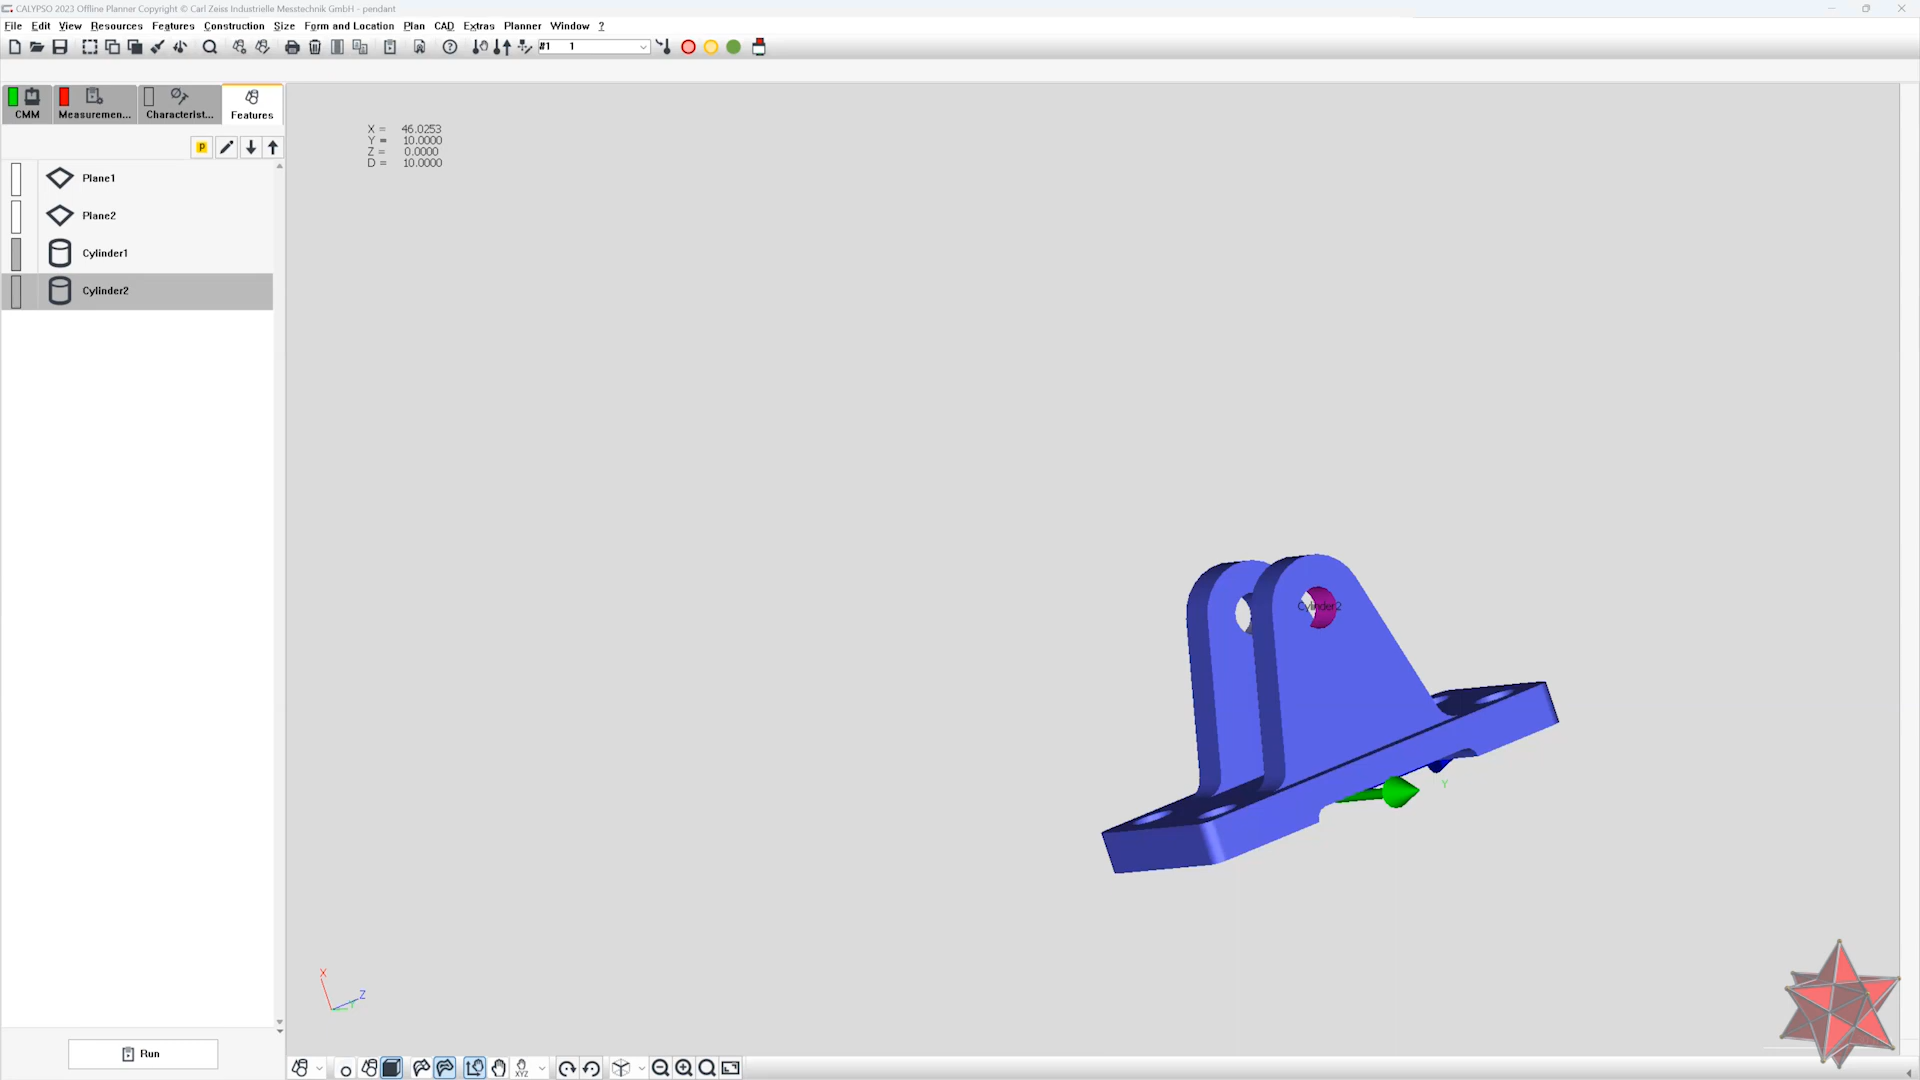 CALYPSO 2023 Offline Planner Copyright © Carl Zeiss Industrielle Messtechnik GmbH - pendant
File Edit View Resources Features Construction Size Form and Location Plan CAD Extras Planner Window ?
#1 1
CMM Measuremen... Characterist... Features
P
X = 46.0253
Y = 10.0000
Z = 0.0000
D = 10.0000
Plane1
Plane2
Cylinder1
Cylinder2
Cylinder2
Y
X
Z
Y
Run
XYZ